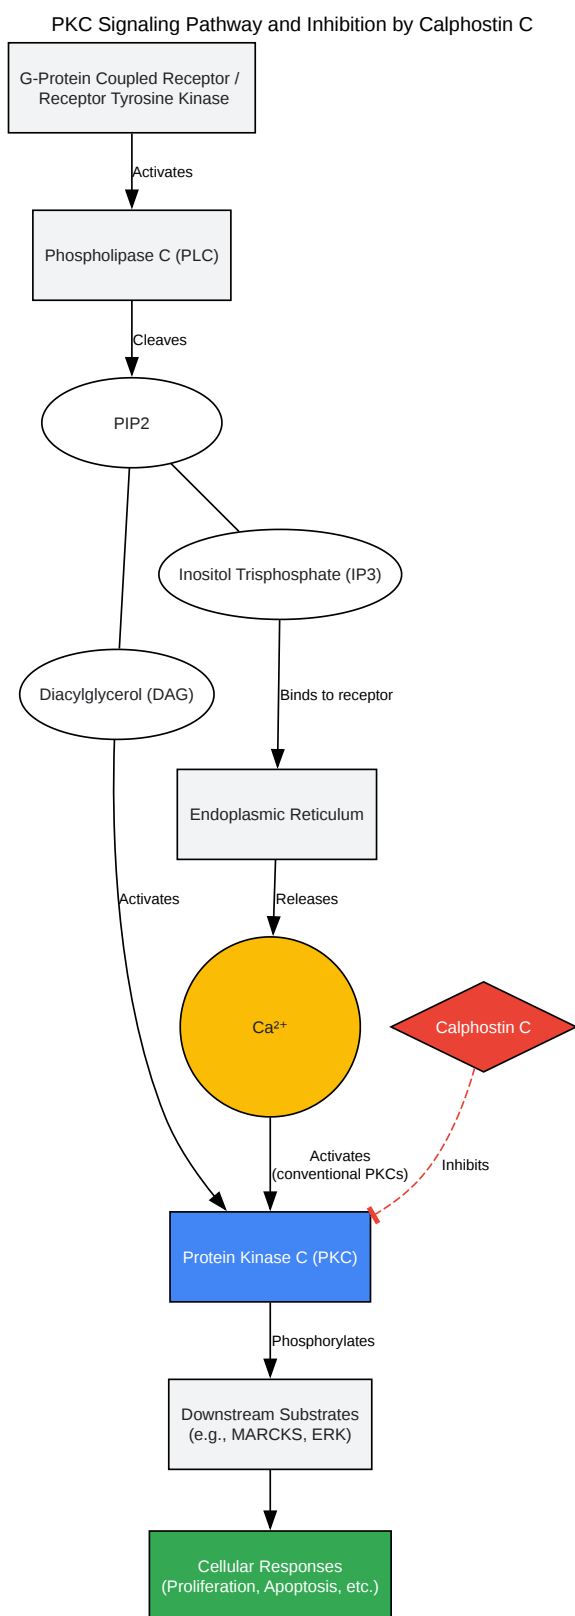 PKC Signaling Pathway and Inhibition by Calphostin C
G-Protein Coupled Receptor /
Receptor Tyrosine Kinase
Activates
Phospholipase C (PLC)
Cleaves
PIP2
Inositol Trisphosphate (IP3)
Diacylglycerol (DAG)
Binds to receptor
Endoplasmic Reticulum
Activates
Releases
Ca²⁺
Calphostin C
Activates
(conventional PKCs)
Inhibits
Protein Kinase C (PKC)
Phosphorylates
Downstream Substrates
(e.g., MARCKS, ERK)
Cellular Responses
(Proliferation, Apoptosis, etc.)